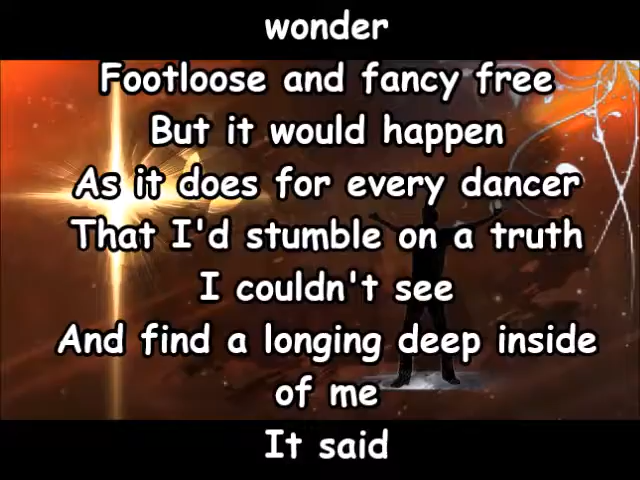 wonder
Footloose and fancy free
But it would happen
As it does for every dancer
That I'd stumble on a truth
I couldn't see
And find a longing deep inside
of me
It said